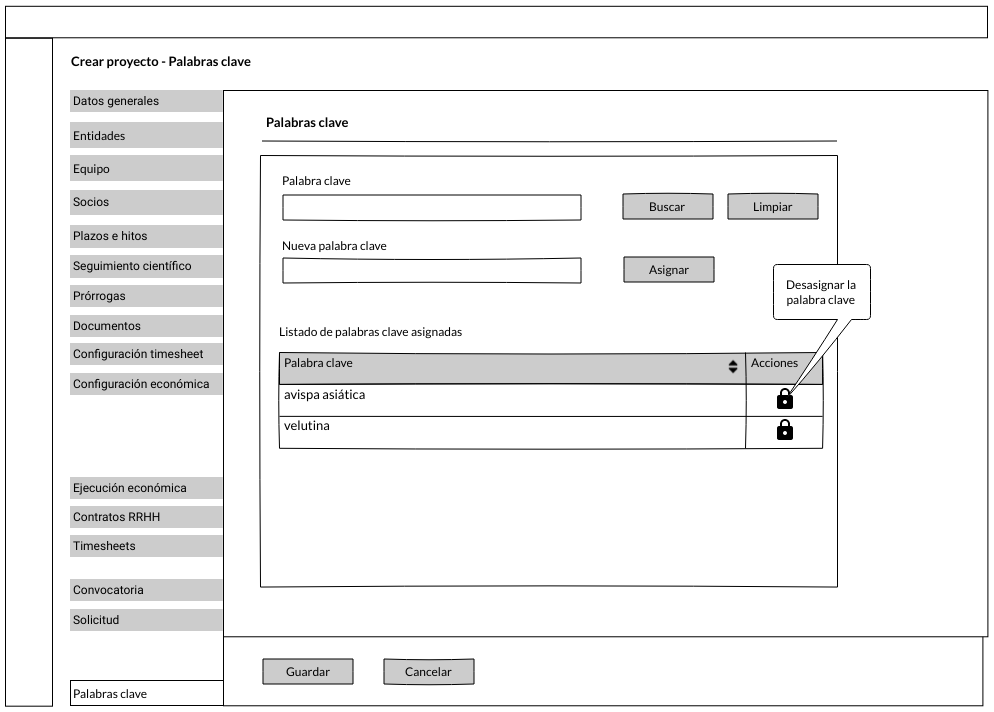 Crear proyecto - Palabras clave
Datos generales
Entidades
Equipo
Socios
Plazos e hitos
Seguimiento científico
Prórrogas
Documentos
Configuración timesheet
Configuración económica
Ejecución económica
Contratos RRHH
Timesheets
Convocatoria
Solicitud
Palabras clave
Palabras clave
Palabra clave
Buscar
Limpiar
Nueva palabra clave
Asignar
Desasignar la
palabra clave
Listado de palabras clave asignadas
Palabra clave
Acciones
avispa asiática
velutina
Guardar
Cancelar